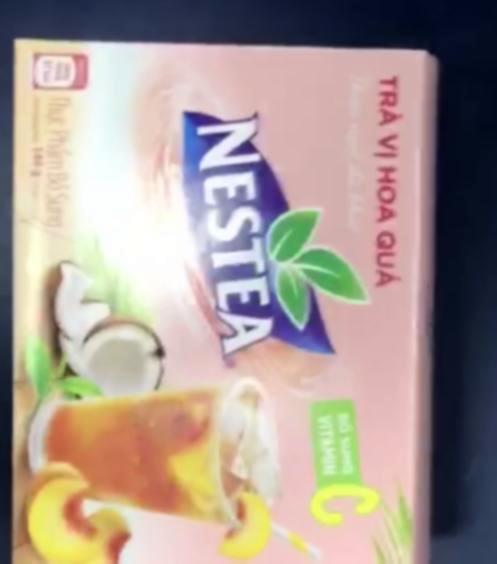 TRÀ VỊ HOA QUẢ
NESTEA
BỔ SUNG
VITAMIN
C
Thực Phẩm Bổ Sung